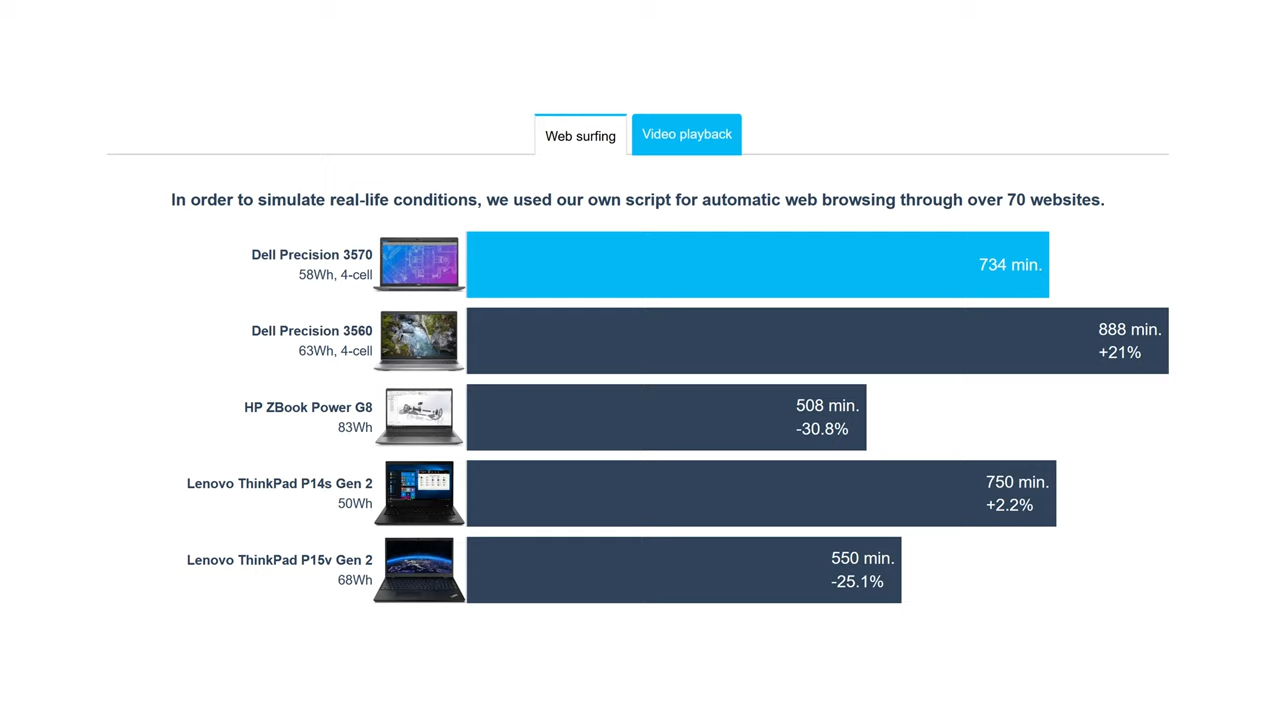 Web surfing
Video playback
In order to simulate real-life conditions, we used our own script for automatic web browsing through over 70 websites.
Dell Precision 3570
58Wh, 4-cell
734 min.
Dell Precision 3560
63Wh, 4-cell
888 min.
+21%
HP ZBook Power G8
83Wh
508 min.
-30.8%
Lenovo ThinkPad P14s Gen 2
50Wh
750 min.
+2.2%
Lenovo ThinkPad P15v Gen 2
68Wh
550 min.
-25.1%